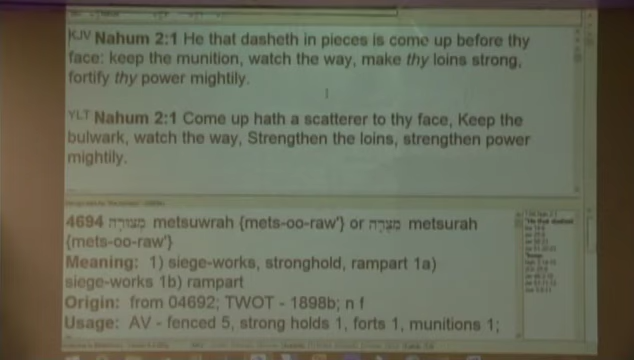 KJV Nahum 2:1 He that dasheth in pieces is come up before thy
face: keep the munition, watch the way, make thy loins strong,
fortify thy power mightily.
YLT Nahum 2:1 Come up hath a scatterer to thy face, Keep the
bulwark, watch the way, Strengthen the loins, strengthen power
mightily.
4694 מְצוּרָה metsuwrah {mets-oo-raw'} or מְצֻרָה metsurah
{mets-oo-raw'}
Meaning: 1) siege-works, stronghold, rampart 1a)
siege-works 1b) rampart
Origin: from 04692; TWOT - 1898b; n f
Usage: AV - fenced 5, strong holds 1, forts 1, munitions 1;